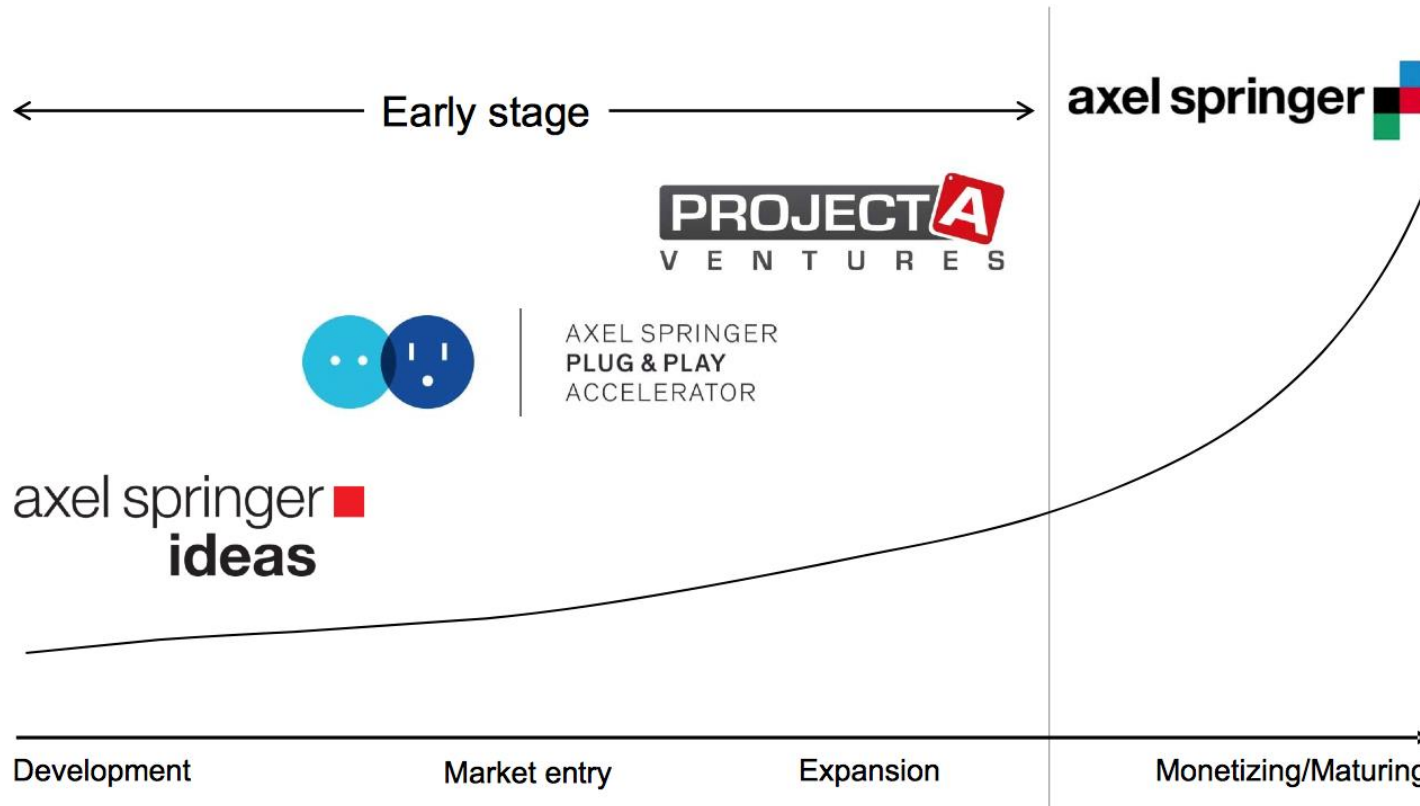 Early stage
axel springer
PROJECT A
VENTURES
AXEL SPRINGER
PLUG & PLAY
ACCELERATOR
axel springer
ideas
Development
Market entry
Expansion
Monetizing/Maturing